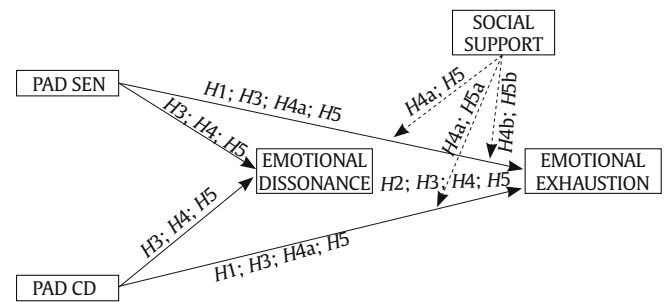 SOCIAL
SUPPORT
PAD SEN
H1; H3; H4a; H5
H4a; H5
H4a; H5a
H4b; H5b
H3; H4; H5
EMOTIONAL
DISSONANCE
EMOTIONAL
EXHAUSTION
H2; H3; H4; H5
H3; H4; H5
H1; H3; H4a; H5
PAD CD